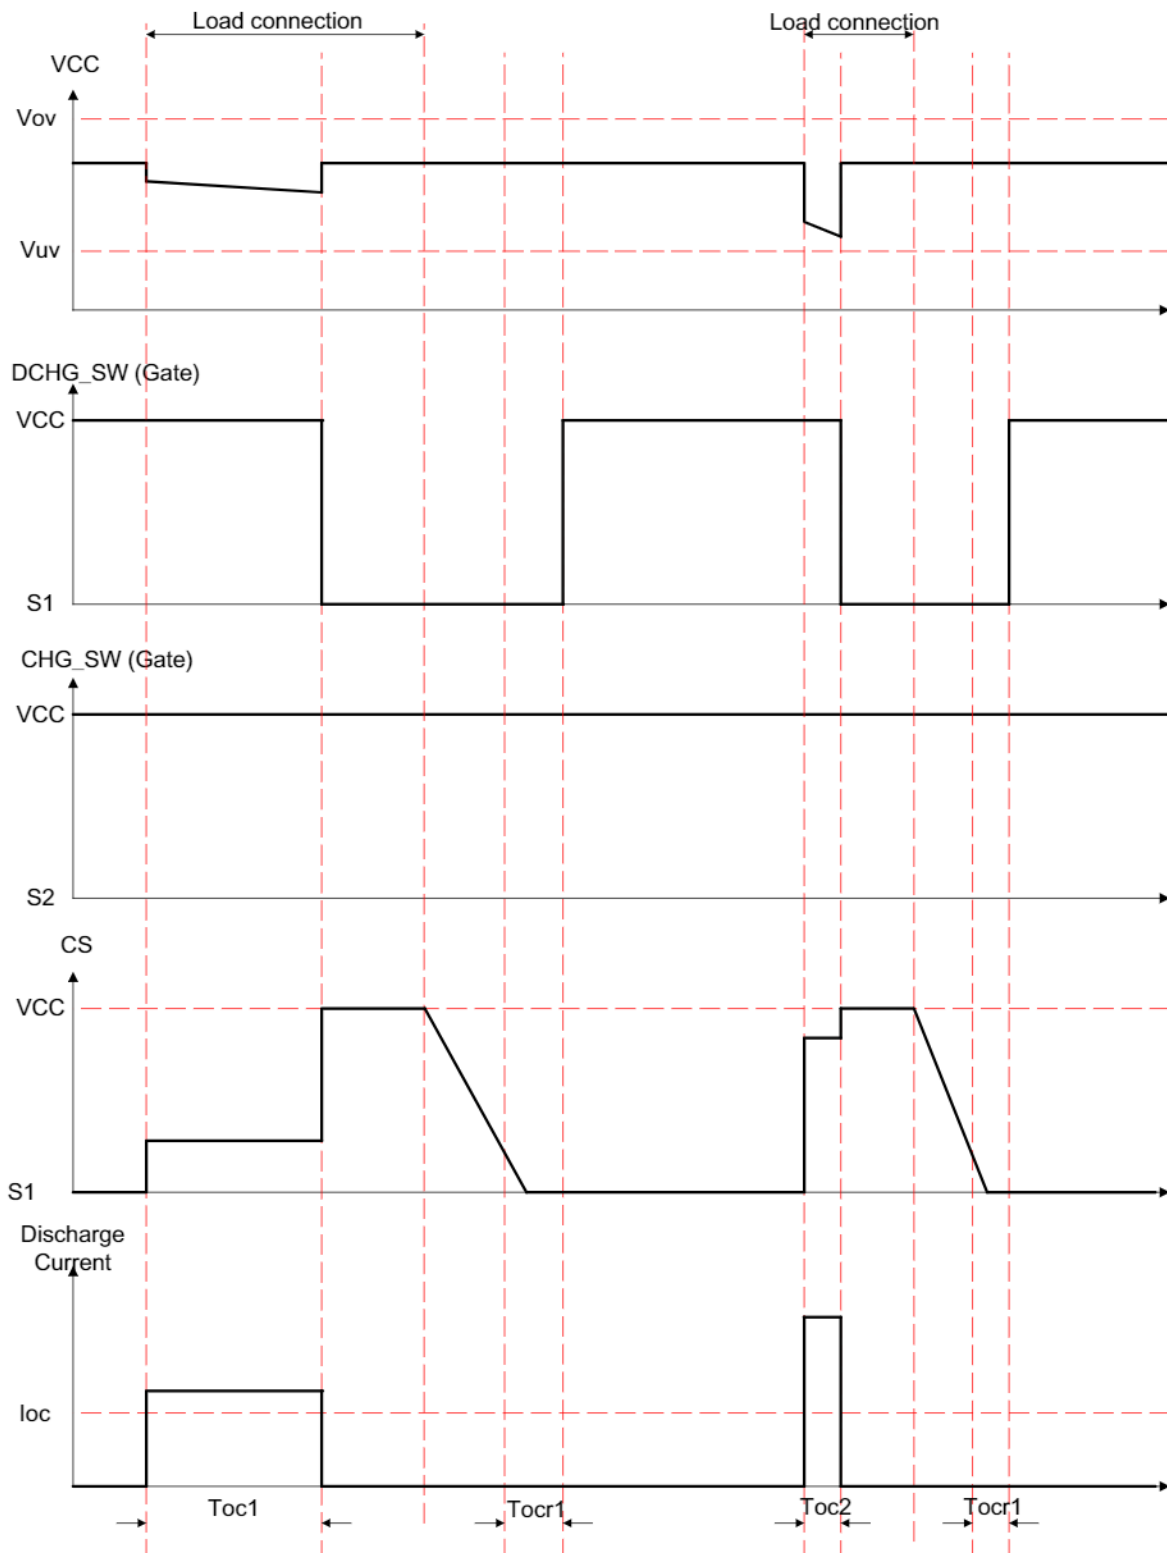 Load connection
Load connection
VCC
Vov
Vuv
DCHG_SW (Gate)
VCC
S1
CHG_SW (Gate)
VCC
S2
CS
VCC
S1
Discharge
Current
Ioc
Toc1
Tocr1
Toc2
Tocr1